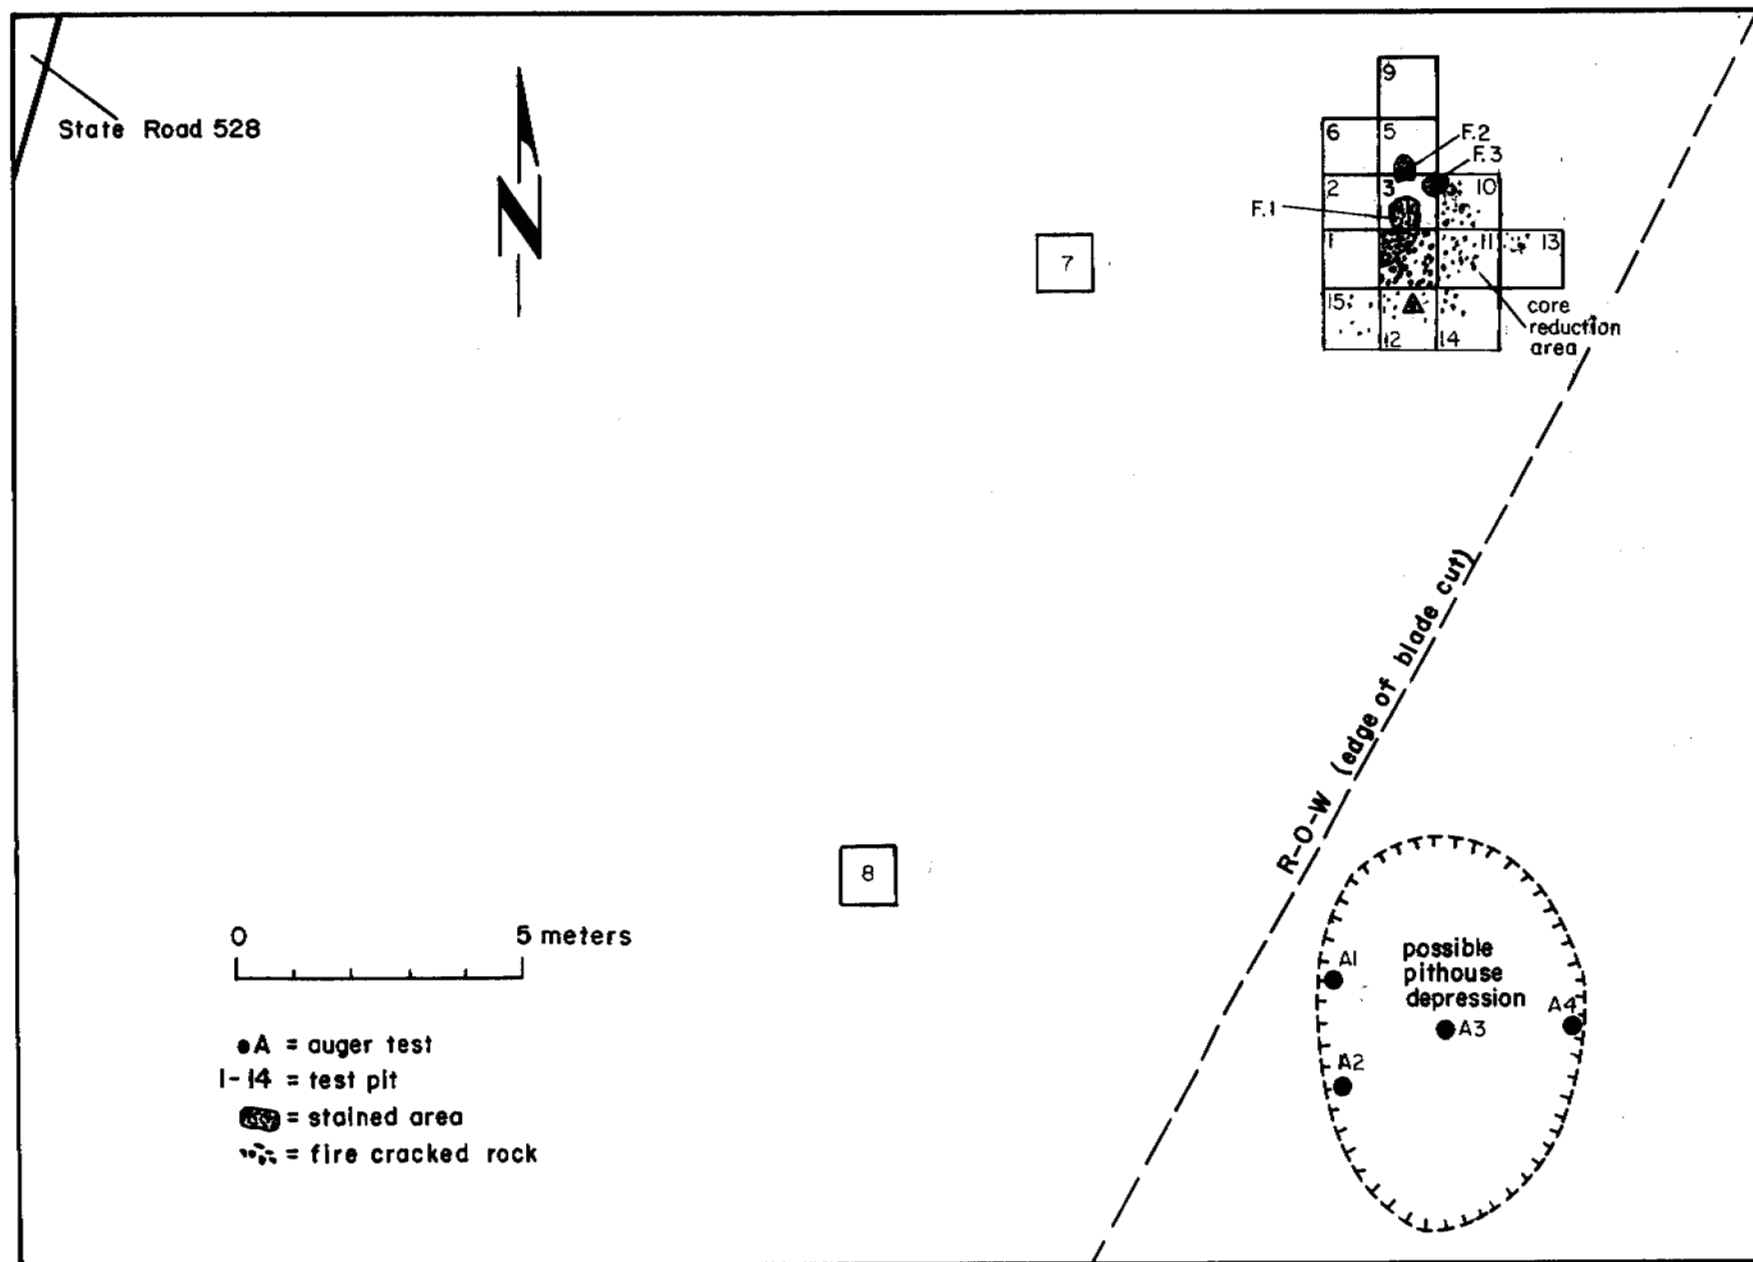 State Road 528
N
9
6
5
F.2
F.3
2
3
10
F.1
1
11
13
7
15
12
14
core
reduction
area
R-O-W (edge of blade cut)
8
0 5 meters
possible
pithouse
depression
A1
A4
A3
A2
A = auger test
1-14 = test pit
= stained area
= fire cracked rock